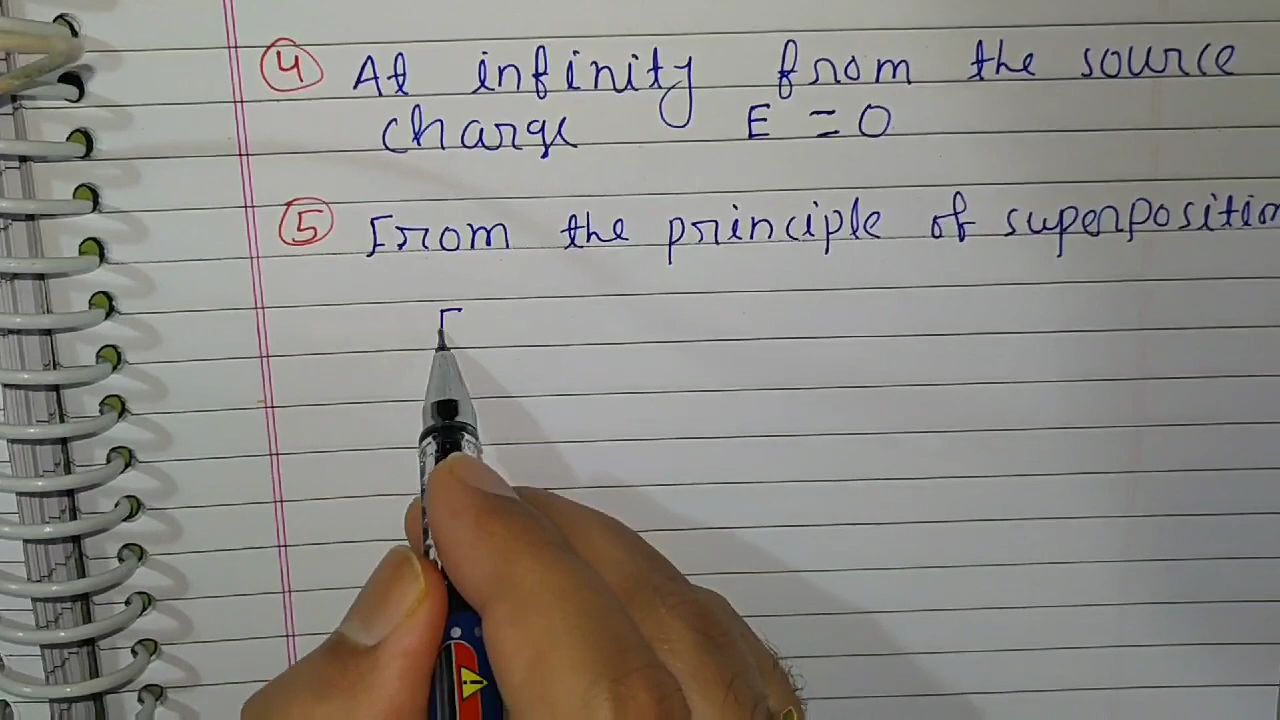 ④ At infinity from the source
charge E = 0
⑤ From the principle of superposition